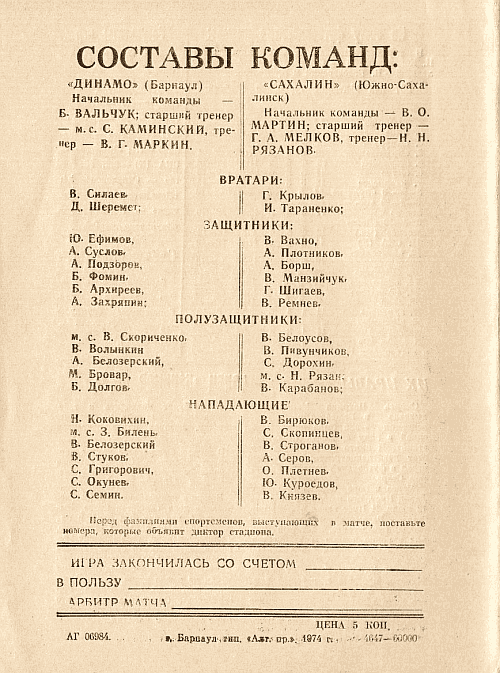 СОСТАВЫ КОМАНД:
«ДИНАМО» (Барнаул)
Начальник команды —
Б. ВАЛЬЧУК; старший тренер
— м. с. С. КАМИНСКИЙ, тре-
нер — В. Г. МАРКИН.
«САХАЛИН» (Южно-Саха-
линск)
Начальник команды — В. О.
МАРТИН; старший тренер —
Г. А. МЕЛКОВ, тренер—Н. Н.
РЯЗАНОВ.
ВРАТАРИ:
В. Силаев,
Д. Шеремет;
Г. Крылов,
И. Тараненко;
ЗАЩИТНИКИ:
Ю. Ефимов,
А. Суслов,
А. Подзоров,
Б. Фомин,
Б. Архиреев,
А. Захряпин;
В. Вахно,
А. Плотников,
А. Борщ,
В. Манзийчук,
Г. Шигаев,
В. Ремнев.
ПОЛУЗАЩИТНИКИ:
м. с. В. Скориченко,
В. Волынкин
А. Белозерский,
М. Бровар,
Б. Долгов.
В. Белоусов,
В. Пивунчиков,
С. Дорохин,
м. с. Н. Рязан;
В. Карабанов;
НАПАДАЮЩИЕ
Н. Коковихин,
м. с. З. Билень,
В. Белозерский
В. Стуков,
С. Григорович,
С. Окунев,
С. Семин.
В. Бирюков,
С. Скопинцев,
В. Строганов,
А. Серов,
О. Плетнев,
Ю. Куроедов,
В. Князев.
Перед фамилиями спортсменов, выступающих в матче, поставьте
номера, которые объявит диктор стадиона.
ИГРА ЗАКОНЧИЛАСЬ СО СЧЕТОМ
В ПОЛЬЗУ
АРБИТР МАТЧА
ЦЕНА 5 КОП.
АГ 06984. г. Барнаул, тип. «Алт. пр.» 1974 г.